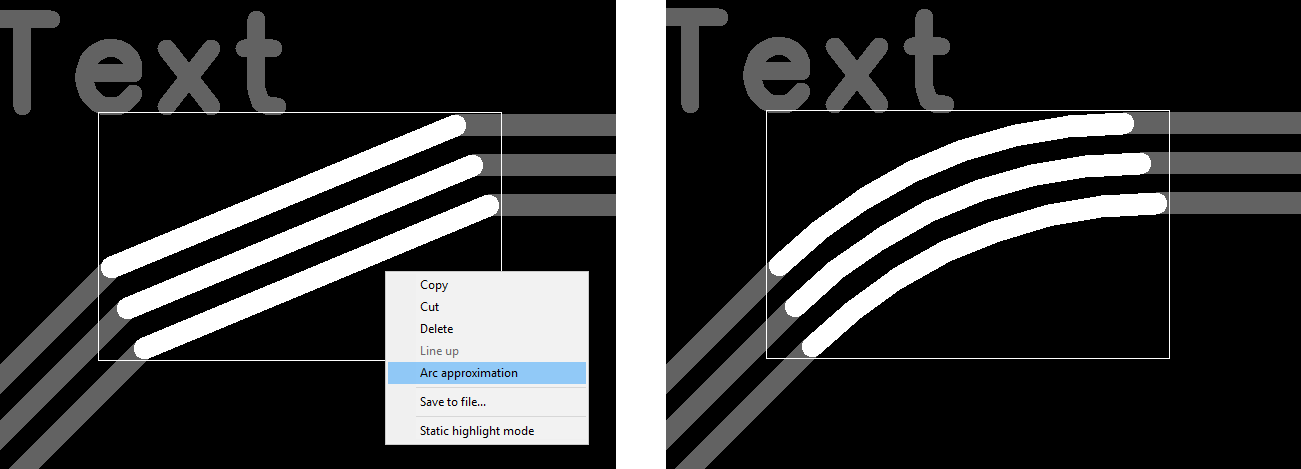 Text
Copy
Cut
Delete
Line up
Arc approximation
Save to file...
Static highlight mode
Text